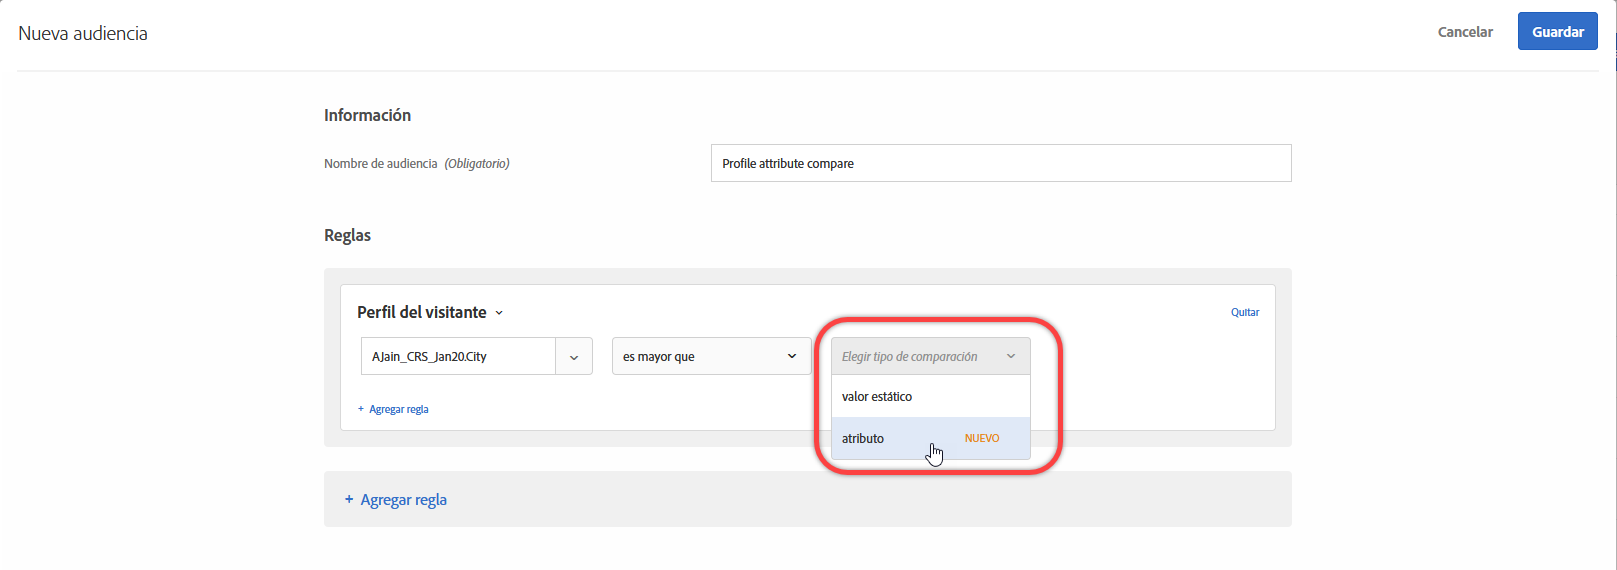 Nueva audiencia
Cancelar
Guardar
Información
Nombre de audiencia (Obligatorio)
Profile attribute compare
Reglas
Perfil del visitante
Quitar
AJain_CRS_Jan20.City
es mayor que
Elegir tipo de comparación
valor estático
atributo NUEVO
+ Agregar regla
+ Agregar regla